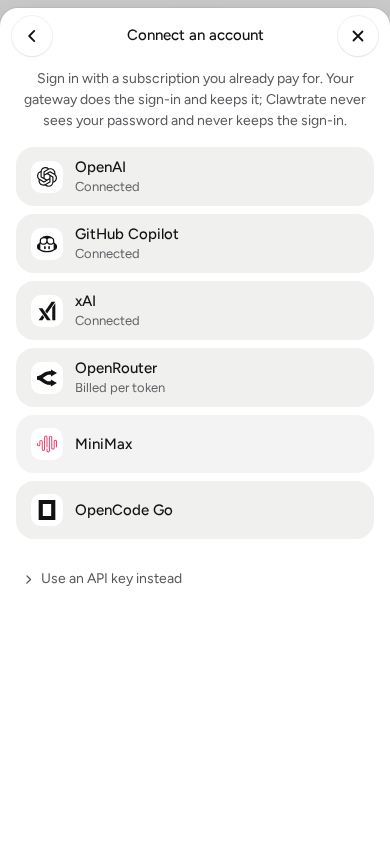 Connect an account
Sign in with a subscription you already pay for. Your
gateway does the sign-in and keeps it; Clawtrate never
sees your password and never keeps the sign-in.
OpenAI
Connected
GitHub Copilot
Connected
xAI
Connected
OpenRouter
Billed per token
MiniMax
OpenCode Go
Use an API key instead